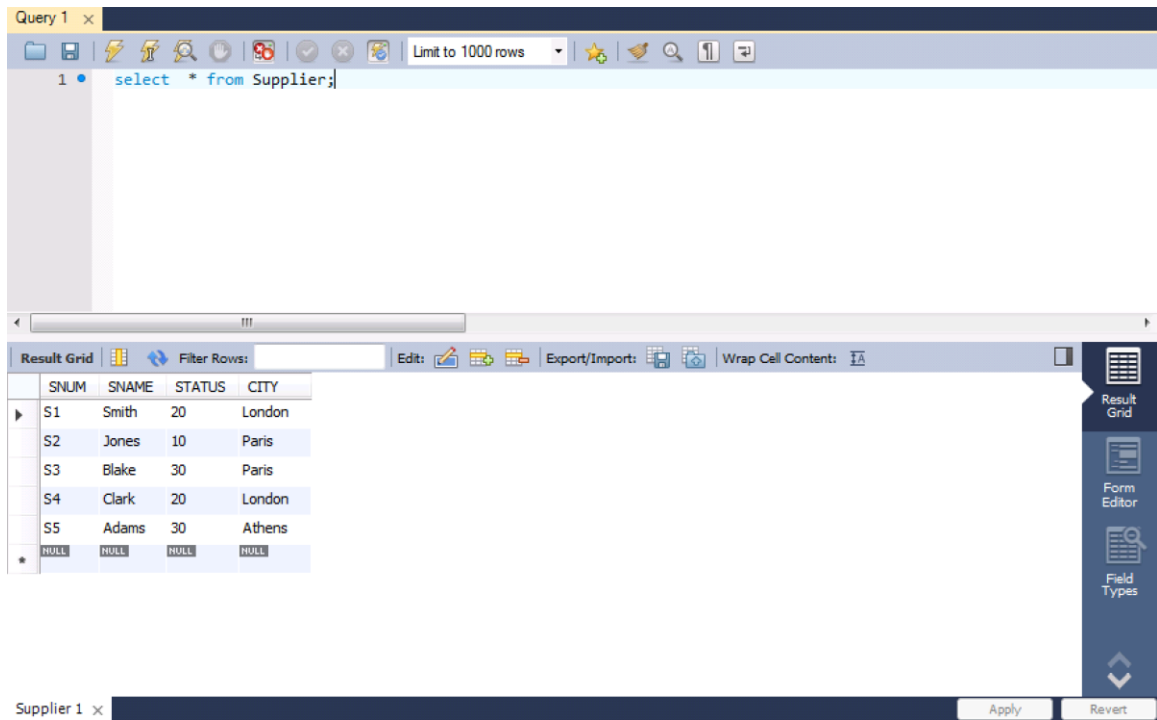 Query 1
Limit to 1000 rows
1 select * from Supplier;
Result Grid Filter Rows: Edit: Export/Import: Wrap Cell Content:
SNUM SNAME STATUS CITY
S1 Smith 20 London
S2 Jones 10 Paris
S3 Blake 30 Paris
S4 Clark 20 London
S5 Adams 30 Athens
NULL NULL NULL NULL
Result
Grid
Form
Editor
Field
Types
Supplier 1
Apply Revert